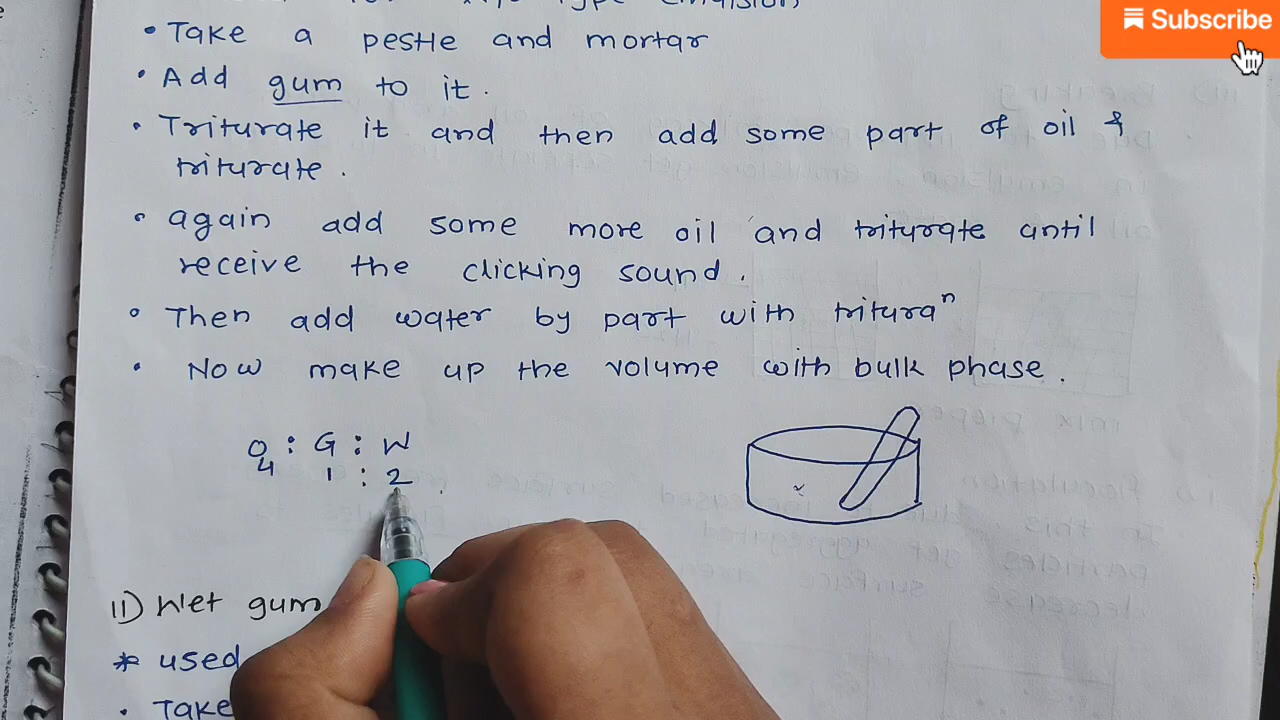 Subscribe
• Take a pestle and mortar
• Add gum to it.
• Triturate it and then add some part of oil &
triturate.
• again add some more oil and triturate until
receive the clicking sound.
• Then add water by part with trituraⁿ
• Now make up the volume with bulk phase.
O : G : W
4 1 : 2
II) Wet gum
* used
• Take